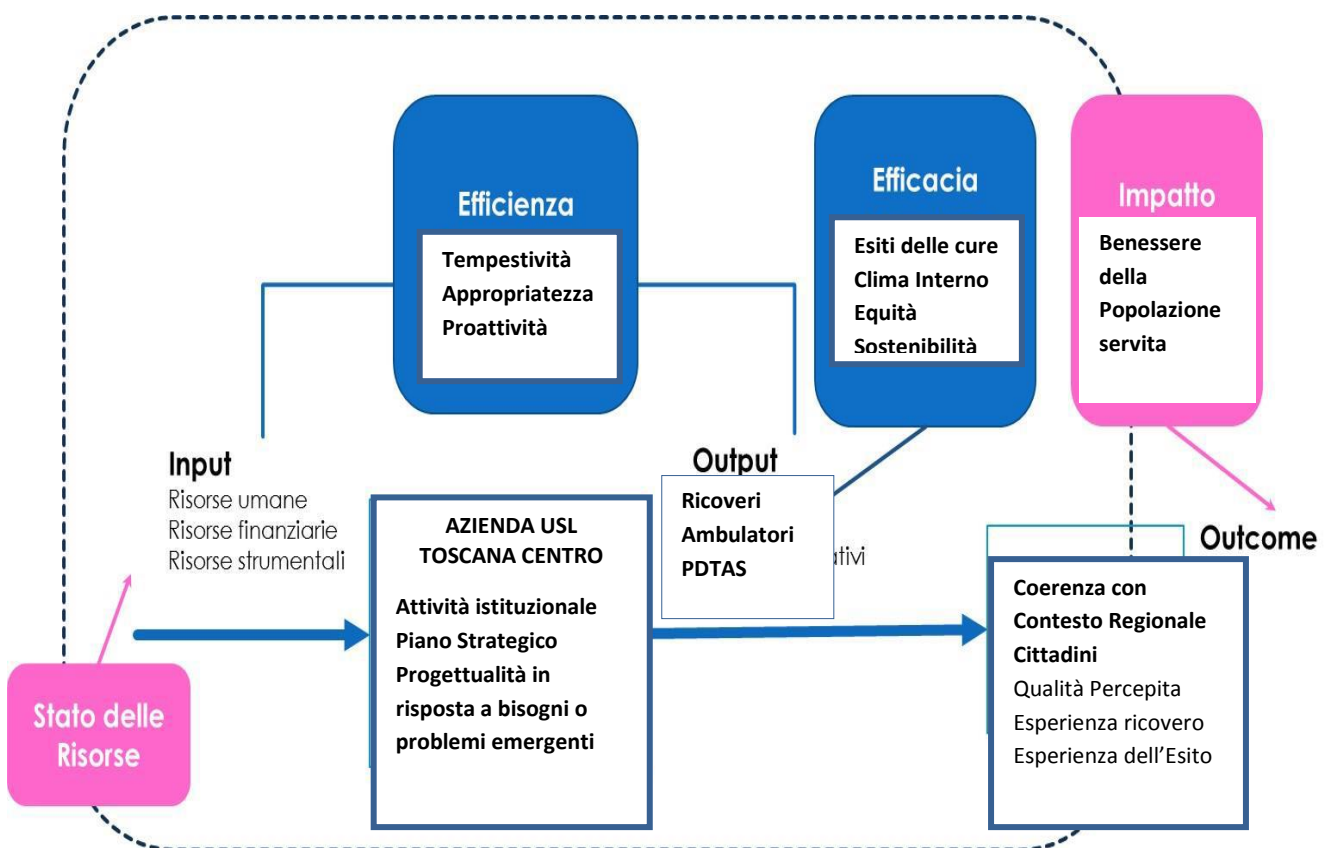 Efficienza
Tempestività
Appropriatezza
Proattività
Efficacia
Esiti delle cure
Clima Interno
Equità
Sostenibilità
Impatto
Benessere
della
Popolazione
servita
Input
Risorse umane
Risorse finanziarie
Risorse strumentali
Stato delle
Risorse
AZIENDA USL
TOSCANA CENTRO
Attività istituzionale
Piano Strategico
Progettualità in
risposta a bisogni o
problemi emergenti
Output
Ricoveri
Ambulatori
PDTAS
Outcome
Coerenza con
Contesto Regionale
Cittadini
Qualità Percepita
Esperienza ricovero
Esperienza dell'Esito